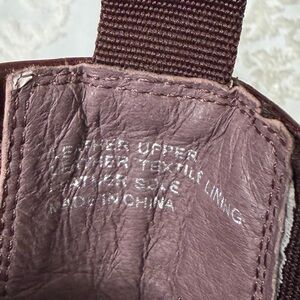 LEATHER UPPER
LEATHER TEXTILE LINING
LEATHER SOLE
MADE IN CHINA